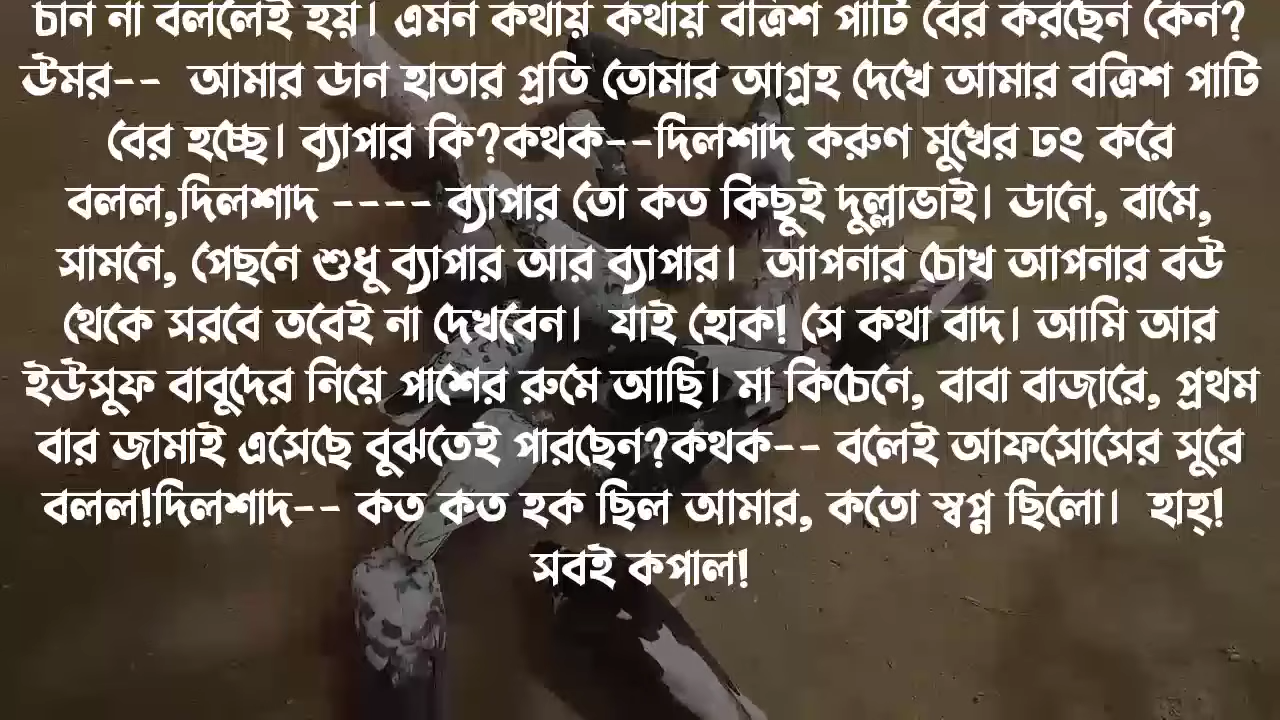 চান না বললেই হয়। এমন কথায় কথায় বত্রিশ পাটি বের করছেন কেন?
উমর-- আমার ডান হাতার প্রতি তোমার আগ্রহ দেখে আমার বত্রিশ পাটি
বের হচ্ছে। ব্যাপার কি?কথক--দিলশাদ করুণ মুখের ঢং করে
বলল,দিলশাদ ---- ব্যাপার তো কত কিছুই দুল্লাভাই। ডানে, বামে,
সামনে, পেছনে শুধু ব্যাপার আর ব্যাপার। আপনার চোখ আপনার বউ
থেকে সরবে তবেই না দেখবেন। যাই হোক! সে কথা বাদ। আমি আর
ইউসুফ বাবুদের নিয়ে পাশের রুমে আছি। মা কিচেনে, বাবা বাজারে, প্রথম
বার জামাই এসেছে বুঝতেই পারছেন?কথক-- বলেই আফসোসের সুরে
বলল!দিলশাদ-- কত কত হক ছিল আমার, কতো স্বপ্ন ছিলো। হাহ্!
সবই কপাল!